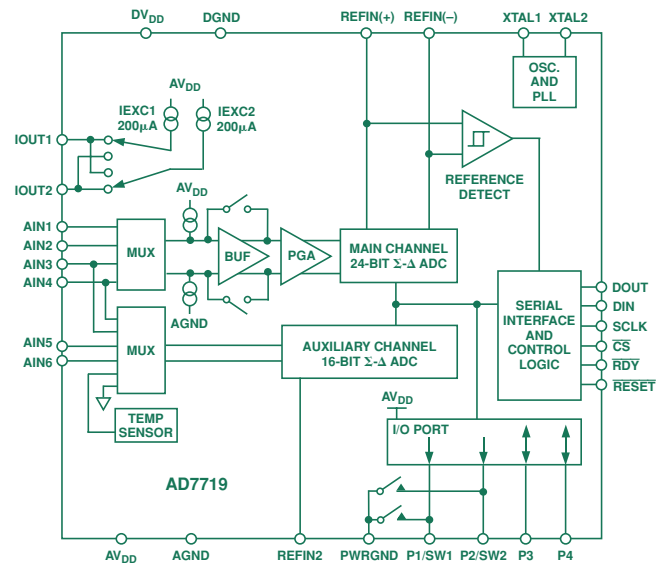 DVDD
DGND
REFIN(+)
REFIN(–)
XTAL1
XTAL2
OSC.
AND
PLL
AVDD
IEXC1
200µA
IEXC2
200µA
IOUT1
IOUT2
REFERENCE
DETECT
AVDD
AIN1
AIN2
AIN3
AIN4
MUX
BUF
PGA
MAIN CHANNEL
24-BIT Σ-Δ ADC
AGND
SERIAL
INTERFACE
AND
CONTROL
LOGIC
DOUT
DIN
SCLK
CS
RDY
RESET
AIN5
AIN6
MUX
AUXILIARY CHANNEL
16-BIT Σ-Δ ADC
TEMP
SENSOR
AVDD
I/O PORT
AD7719
AVDD
AGND
REFIN2
PWRGND
P1/SW1
P2/SW2
P3
P4